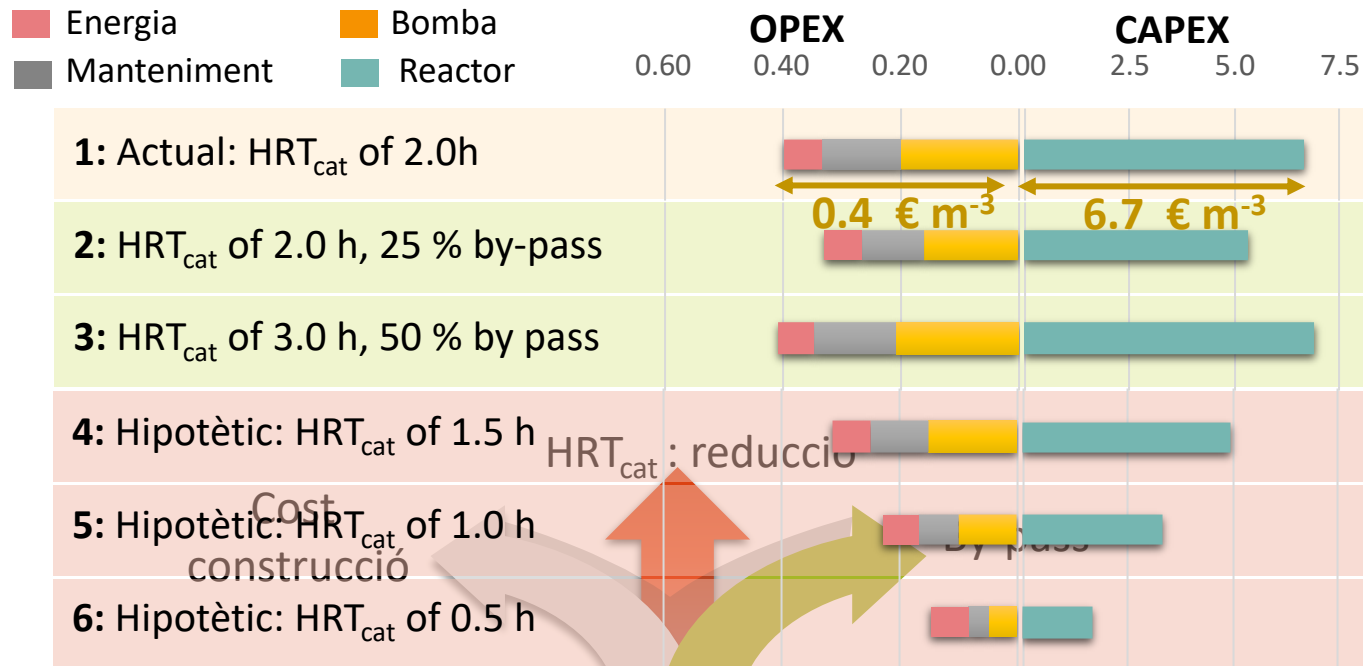 Energia
Bomba
OPEX
CAPEX
Manteniment
Reactor
0.60 0.40 0.20 0.00 2.5 5.0 7.5
1: Actual: HRTcat of 2.0h
0.4 € m-3
6.7 € m-3
2: HRTcat of 2.0 h, 25 % by-pass
3: HRTcat of 3.0 h, 50 % by pass
4: Hipotètic: HRTcat of 1.5 h
HRTcat : reducció
Cost
5: Hipotètic: HRTcat of 1.0 h
By-pass
construcció
6: Hipotètic: HRTcat of 0.5 h